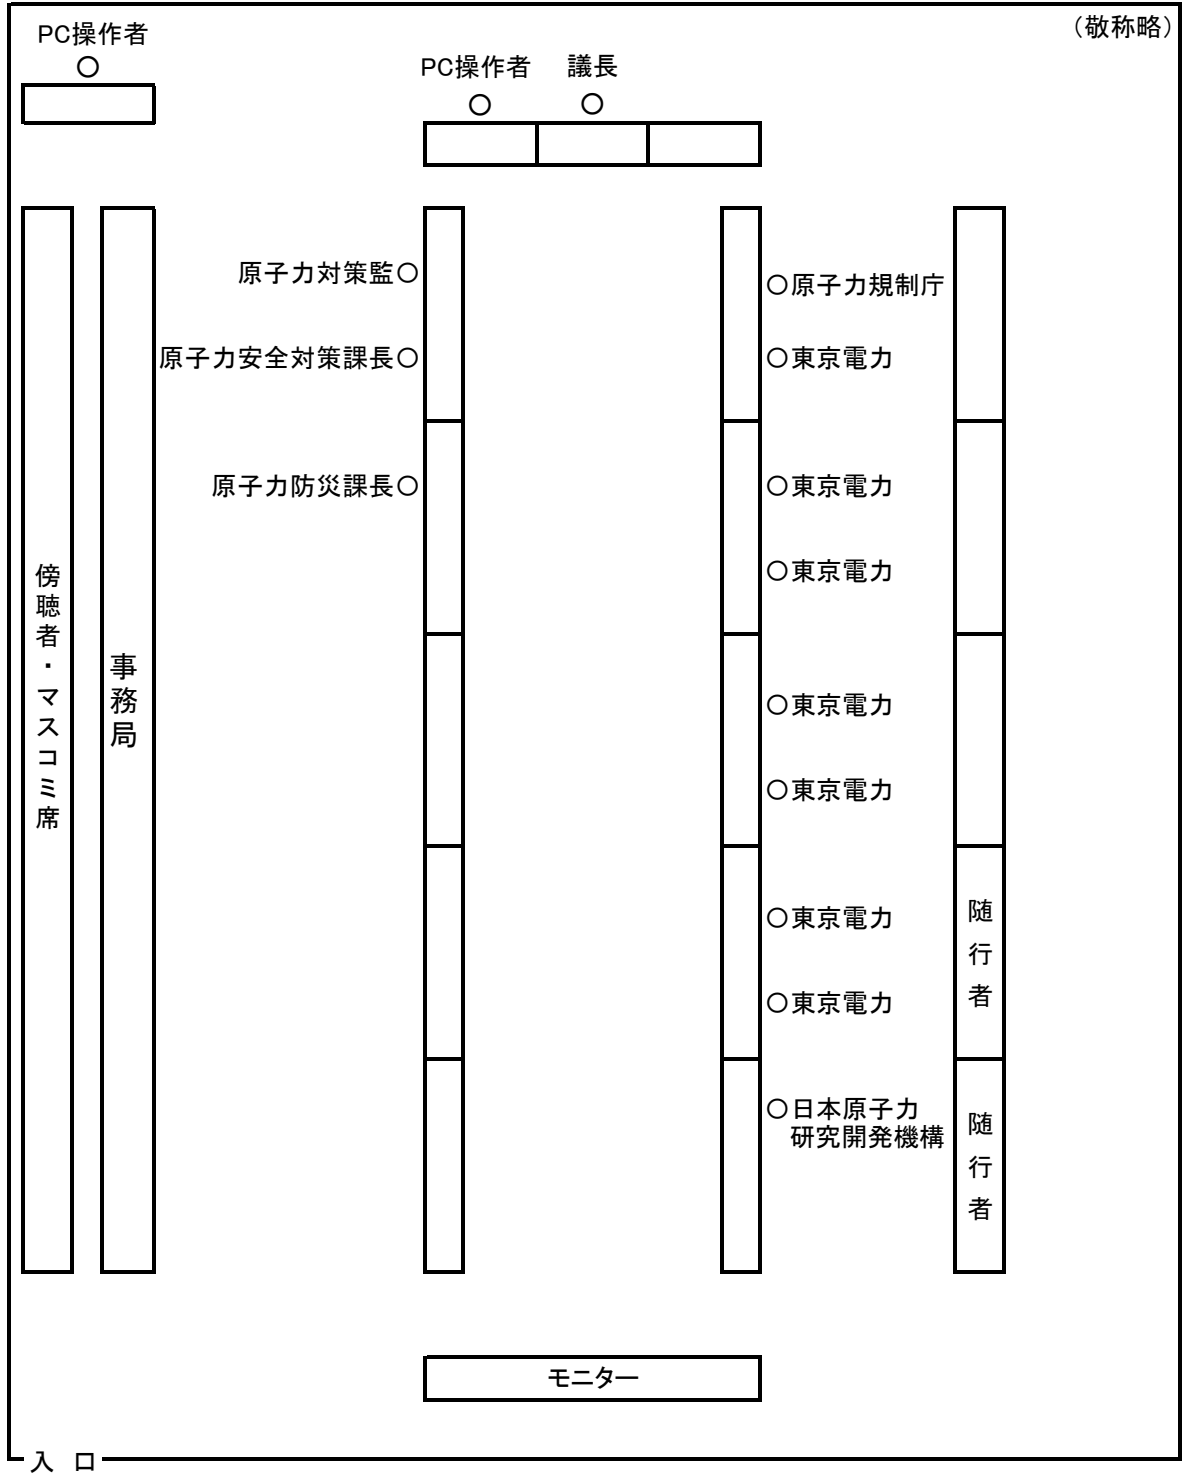 （敬称略）
PC操作者
○
PC操作者
議長
○
○
原子力対策監○
原子力安全対策課長○
原子力防災課長○
○原子力規制庁
○東京電力
○東京電力
○東京電力
○東京電力
○東京電力
○東京電力
○東京電力
○日本原子力
研究開発機構
傍聴者・マスコミ席
事務局
随行者
随行者
モニター
入 口